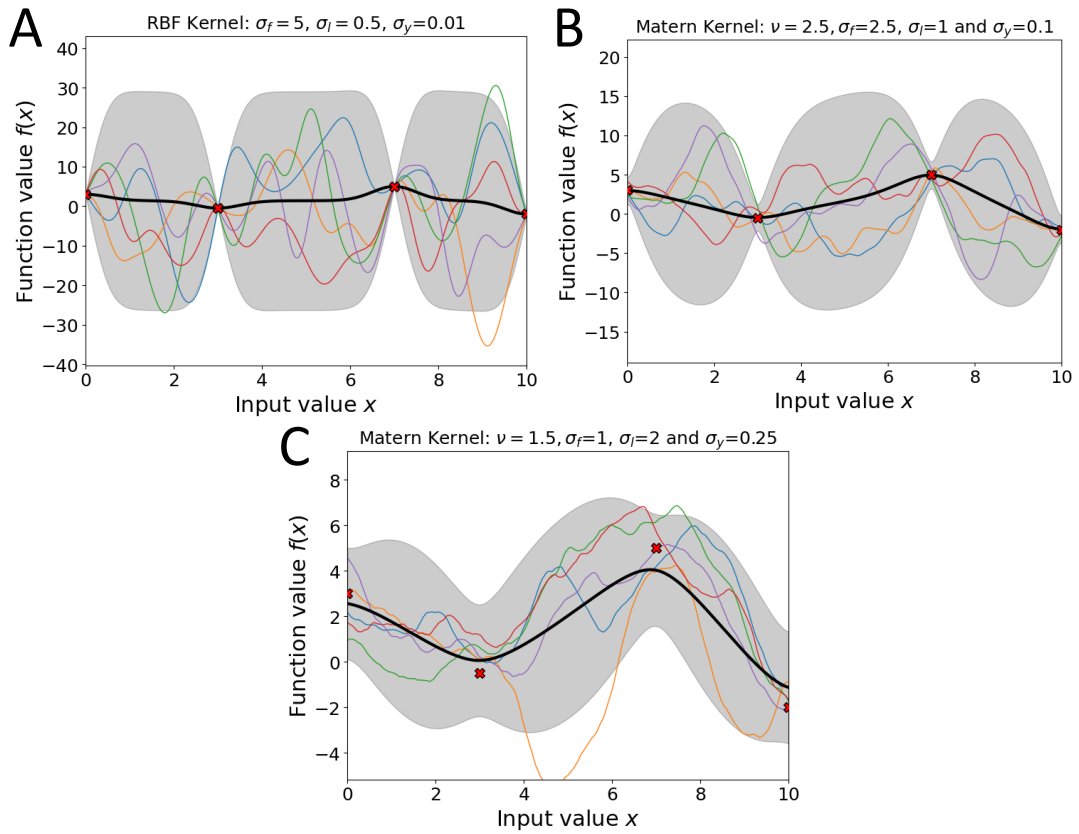 A
RBF Kernel: σf = 5, σl = 0.5, σy=0.01
40
30
20
10
0
−10
−20
−30
−40
Function value f(x)
0 2 4 6 8 10
Input value x
B
Matern Kernel: ν = 2.5, σf=2.5, σl=1 and σy=0.1
20
15
10
5
0
−5
−10
−15
Function value f(x)
0 2 4 6 8 10
Input value x
C
Matern Kernel: ν = 1.5, σf=1, σl=2 and σy=0.25
8
6
4
2
0
−2
−4
Function value f(x)
0 2 4 6 8 10
Input value x